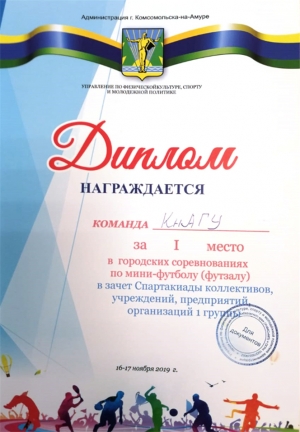 Администрация г. Комсомольска-на-Амуре
УПРАВЛЕНИЕ ПО ФИЗИЧЕСКОЙ КУЛЬТУРЕ, СПОРТУ
И МОЛОДЕЖНОЙ ПОЛИТИКЕ
Диплом
НАГРАЖДАЕТСЯ
КОМАНДА КнАГУ
за I место
в городских соревнованиях
по мини-футболу (футзалу)
в зачет Спартакиады коллективов,
учреждений, предприятий,
организаций 1 группы
Для
документов
16-17 ноября 2019 г.